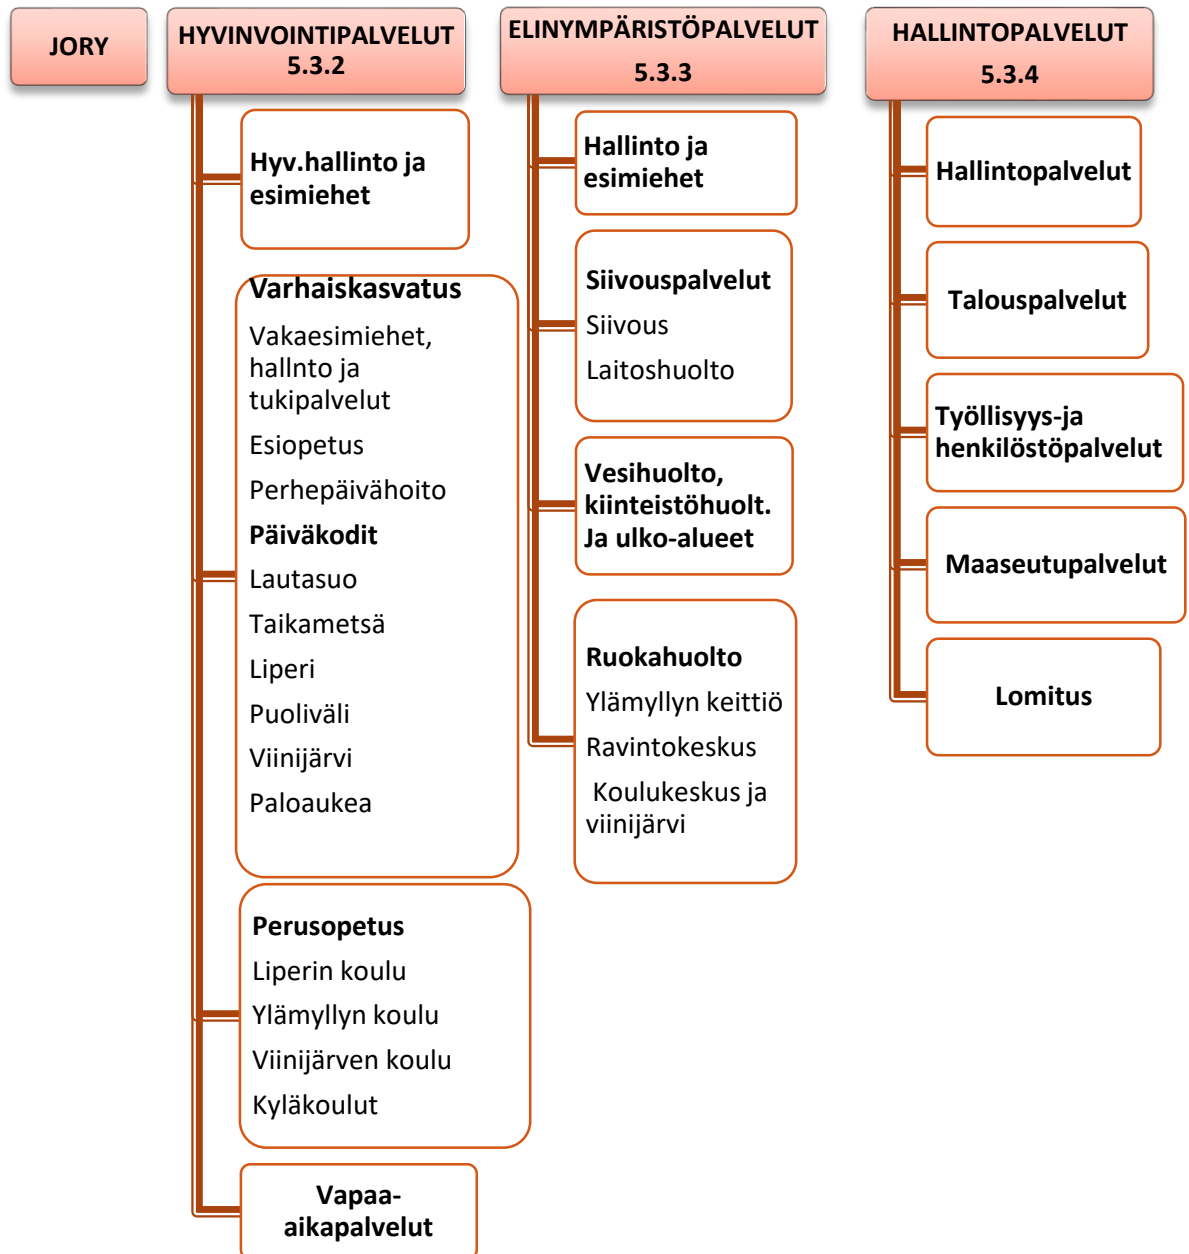 JORY
HYVINVOINTIPALVELUT
5.3.2
Hyv.hallinto ja
esimiehet
Varhaiskasvatus
Vakaesimiehet,
hallnto ja
tukipalvelut
Esiopetus
Perhepäivähoito
Päiväkodit
Lautasuo
Taikametsä
Liperi
Puoliväli
Viinijärvi
Paloaukea
Perusopetus
Liperin koulu
Ylämyllyn koulu
Viinijärven koulu
Kyläkoulut
Vapaa-
aikapalvelut
ELINYMPÄRISTÖPALVELUT
5.3.3
Hallinto ja
esimiehet
Siivouspalvelut
Siivous
Laitoshuolto
Vesihuolto,
kiinteistöhuolt.
Ja ulko-alueet
Ruokahuolto
Ylämyllyn keittiö
Ravintokeskus
Koulukeskus ja
viinijärvi
HALLINTOPALVELUT
5.3.4
Hallintopalvelut
Talouspalvelut
Työllisyys-ja
henkilöstöpalvelut
Maaseutupalvelut
Lomitus